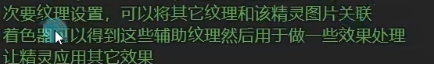 次要纹理设置，可以将其它纹理和该精灵图片关联
着色器可以得到这些辅助纹理然后用于做一些效果处理
让精灵应用其它效果